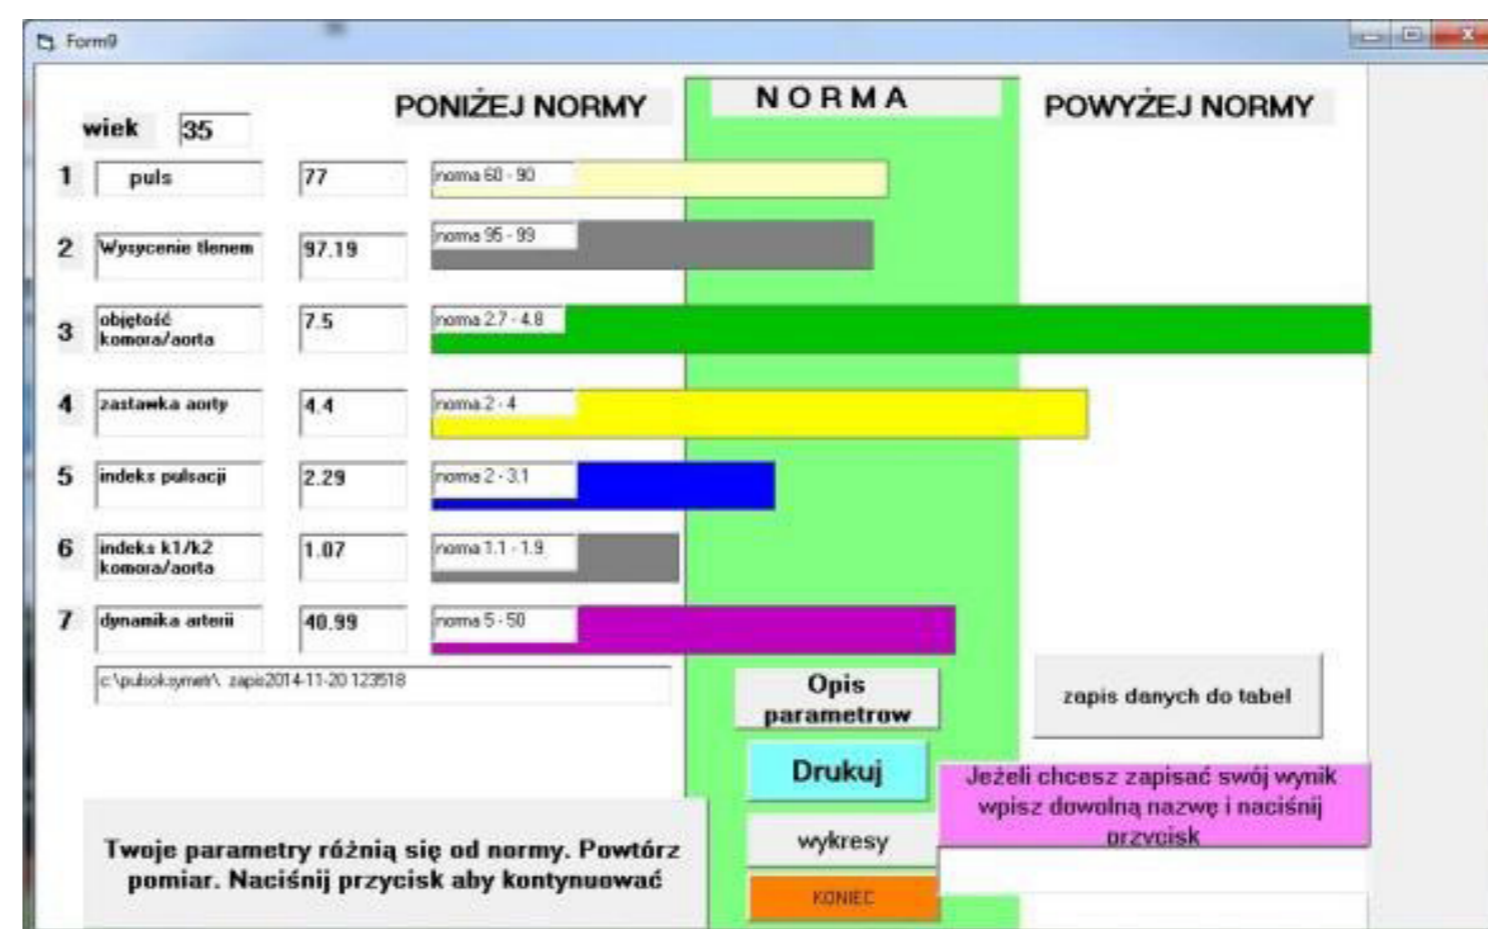 Form9
PONIŻEJ NORMY
N O R M A
POWYŻEJ NORMY
wiek 35
1 puls 77 norma 60 - 90
2 Wysycenie tlenem 97.19 norma 95 - 99
3 objętość 7.5 norma 2.7 - 4.8
komora/aorta
4 zastawka aorty 4.4 norma 2 - 4
5 indeks pulsacji 2.29 norma 2 - 3.1
6 indeks k1/k2 1.07 norma 1.1 - 1.9
komora/aorta
7 dynamika arterii 40.99 norma 5 - 50
c:\pulsoksymetr\ zapis2014-11-20 123518
Opis
parametrow
zapis danych do tabel
Drukuj
Jeżeli chcesz zapisać swój wynik
wpisz dowolną nazwę i naciśnij
przycisk
wykresy
Twoje parametry różnią się od normy. Powtórz
pomiar. Naciśnij przycisk aby kontynuować
KONIEC